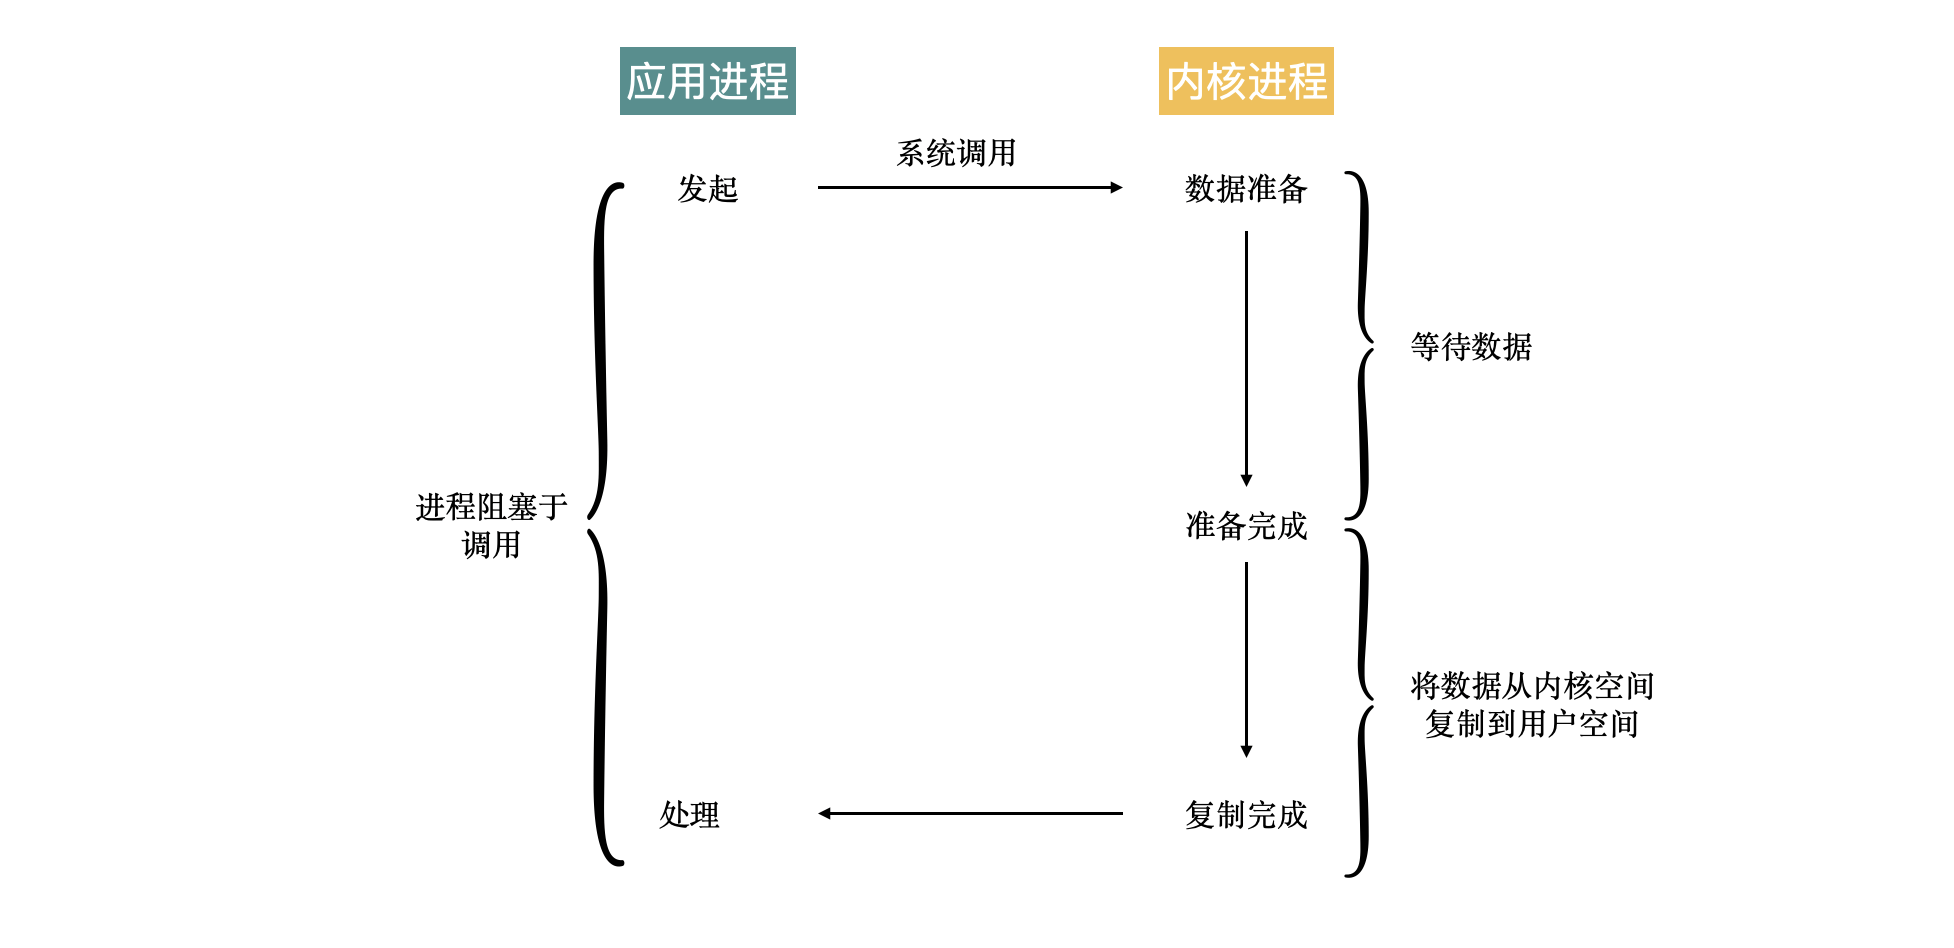 应用进程
内核进程
系统调用
发起
数据准备
等待数据
进程阻塞于
调用
准备完成
将数据从内核空间
复制到用户空间
处理
复制完成